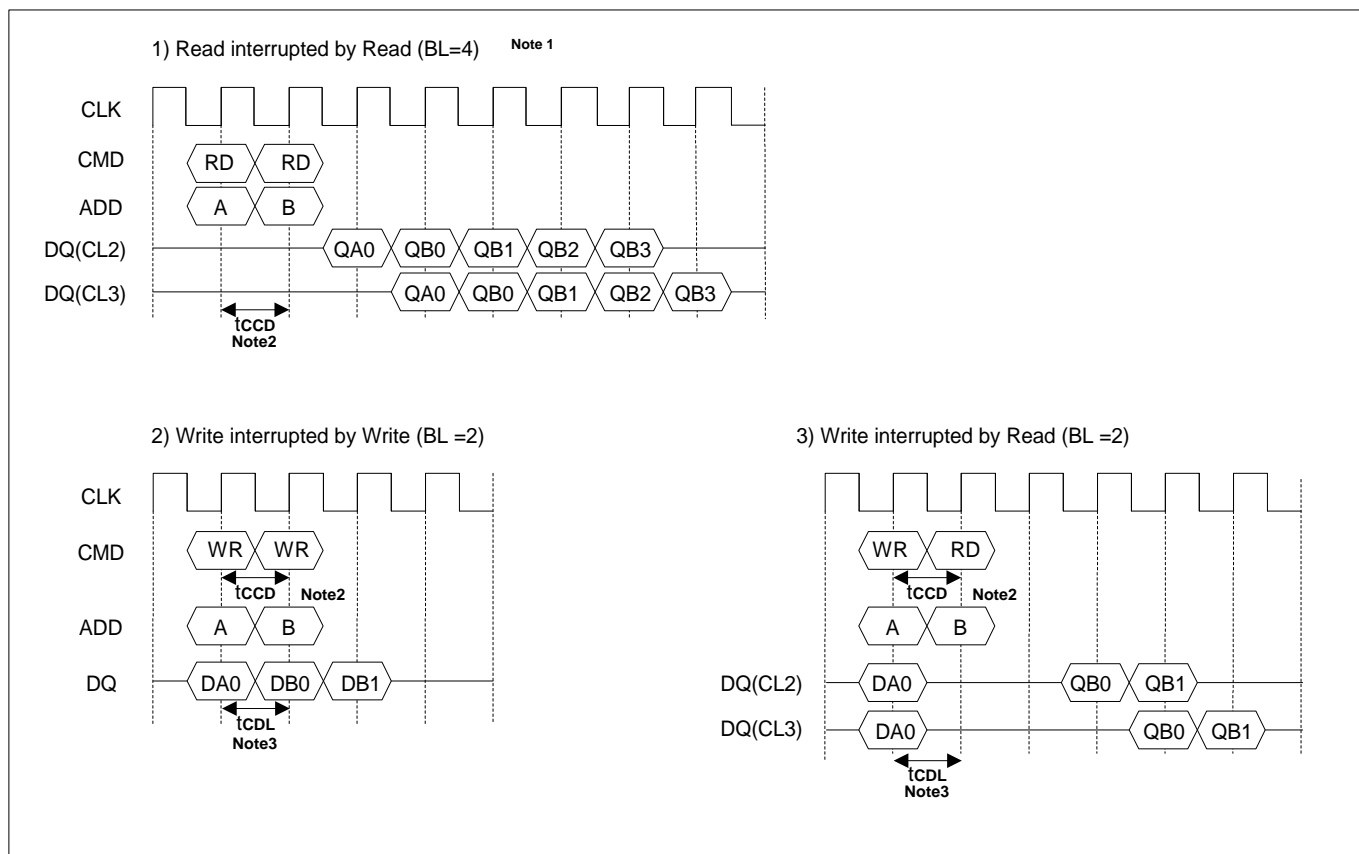 1) Read interrupted by Read (BL=4) Note 1
CLK
CMD RD RD
ADD A B
DQ(CL2) QA0 QB0 QB1 QB2 QB3
DQ(CL3) QA0 QB0 QB1 QB2 QB3
tCCD
Note2
2) Write interrupted by Write (BL =2)
CLK
CMD WR WR
tCCD Note2
ADD A B
DQ DA0 DB0 DB1
tCDL
Note3
3) Write interrupted by Read (BL =2)
WR RD
tCCD Note2
A B
DQ(CL2) DA0 QB0 QB1
DQ(CL3) DA0 QB0 QB1
tCDL
Note3